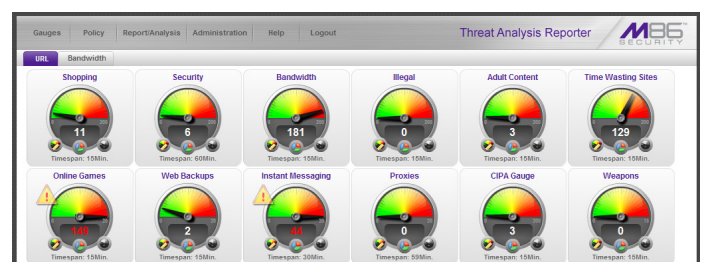 Gauges Policy Report/Analysis Administration Help Logout Threat Analysis Reporter M86 SECURITY
URL Bandwidth
Shopping Security Bandwidth Illegal Adult Content Time Wasting Sites
11 6 181 0 3 129
Timespan: 15Min. Timespan: 60Min. Timespan: 15Min. Timespan: 15Min. Timespan: 15Min. Timespan: 15Min.
Online Games Web Backups Instant Messaging Proxies CIPA Gauge Weapons
149 2 44 0 3 0
Timespan: 15Min. Timespan: 15Min. Timespan: 30Min. Timespan: 59Min. Timespan: 15Min. Timespan: 15Min.